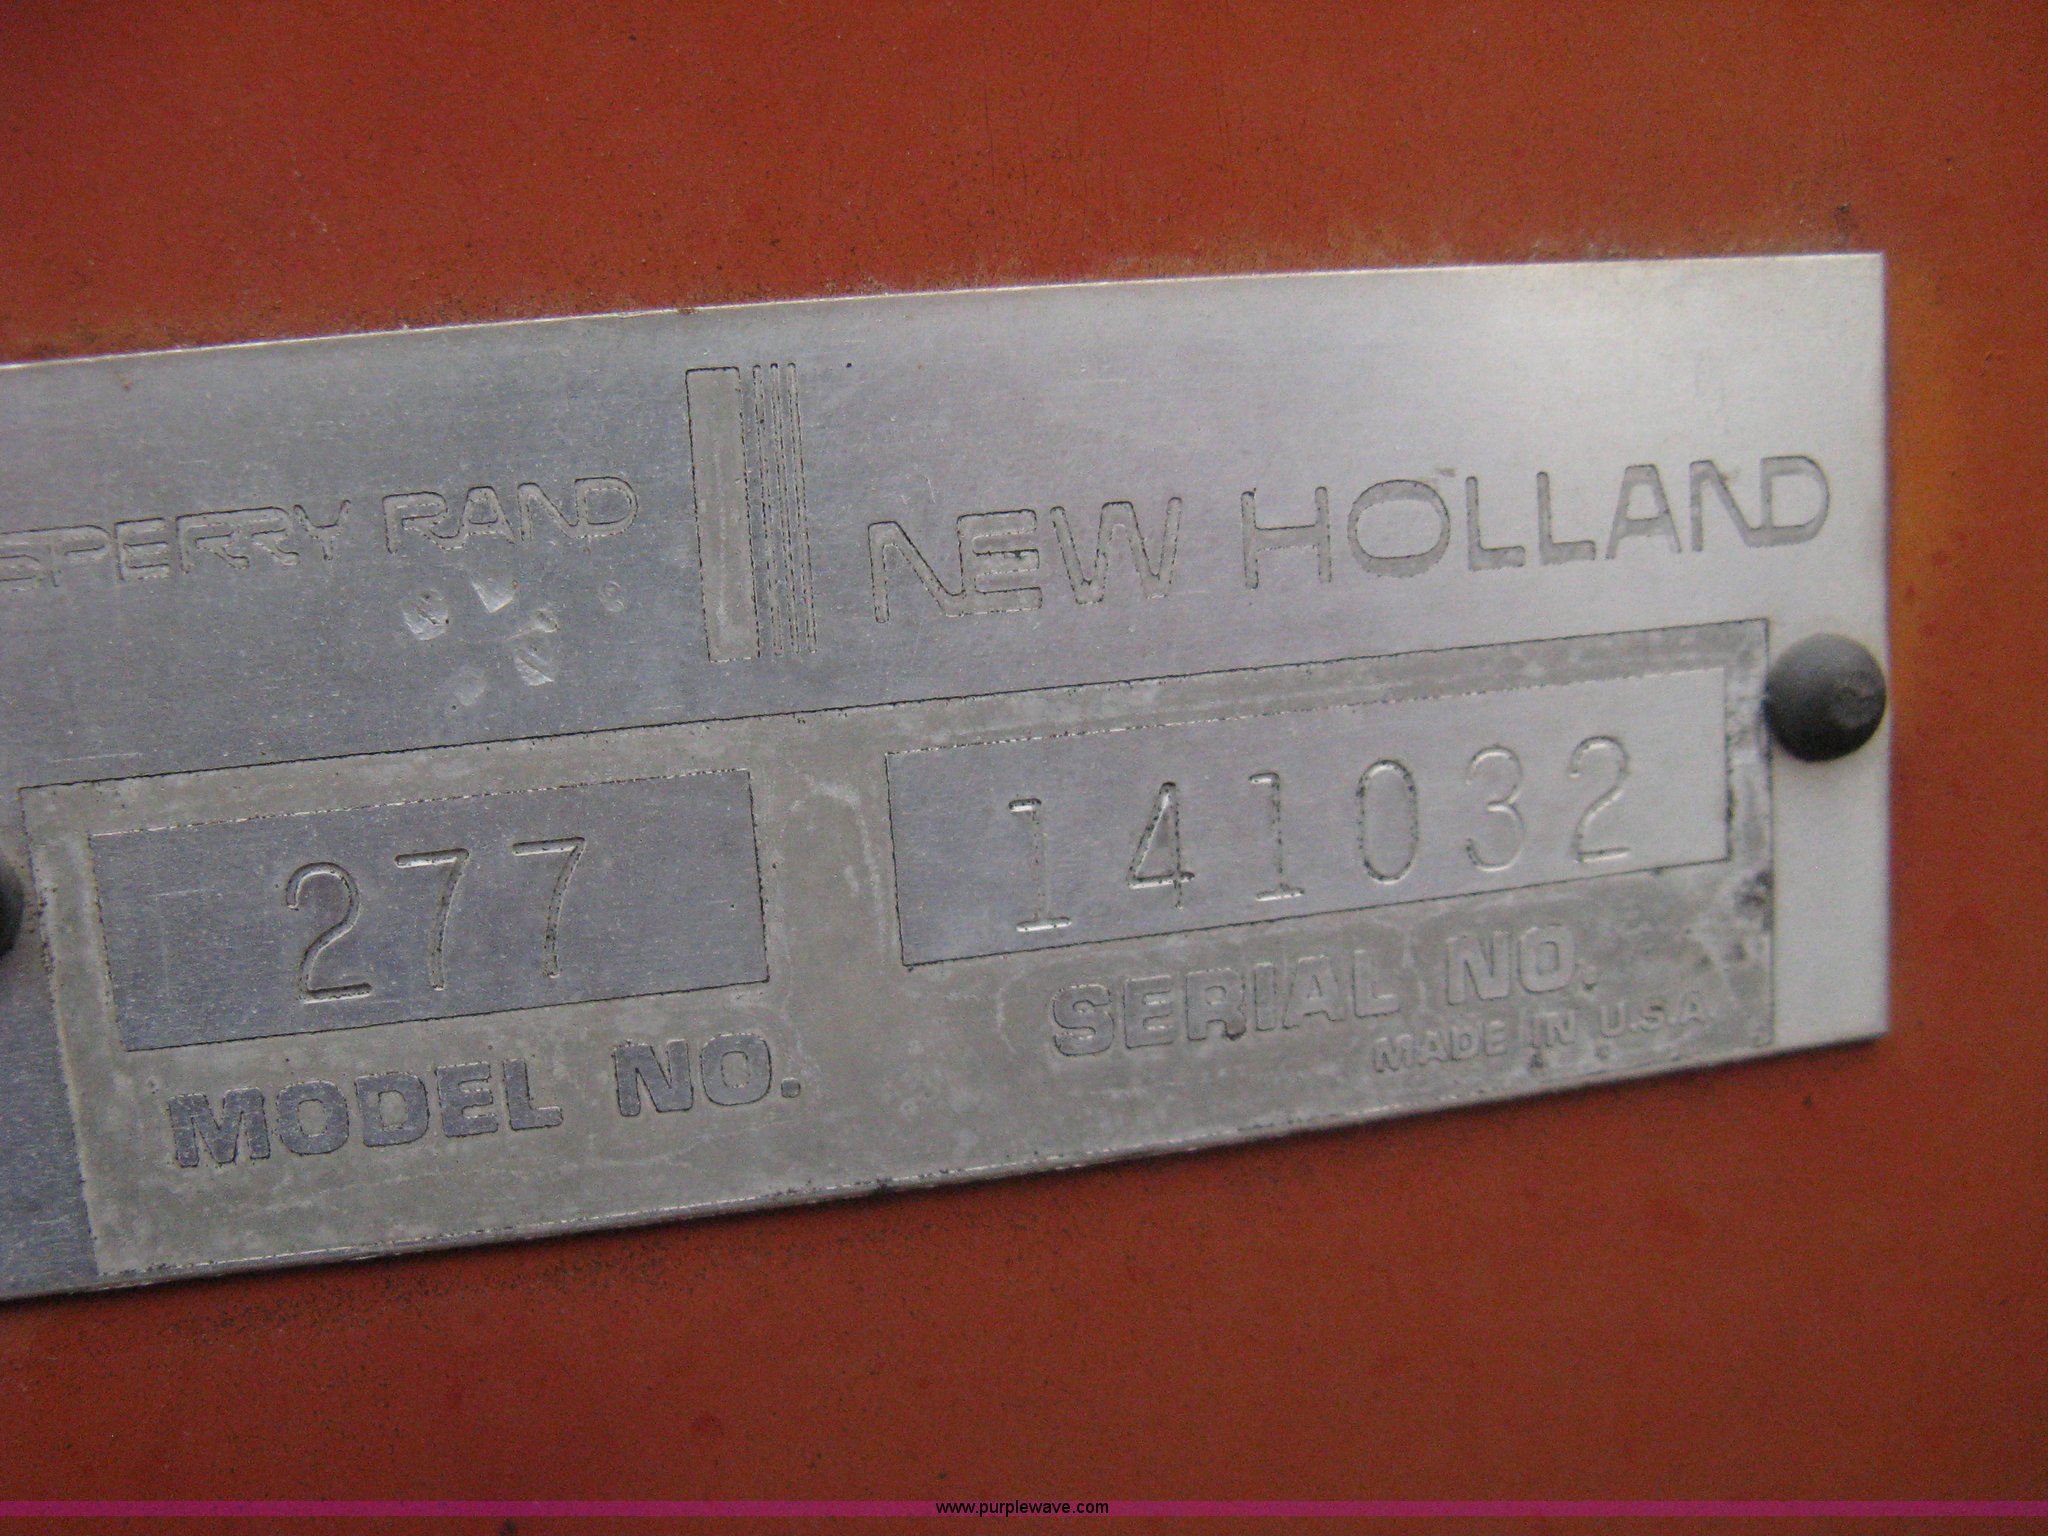 SPERRY RAND NEW HOLLAND
277 141032
MODEL NO. SERIAL NO.
MADE IN U.S.A.
www.purplewave.com